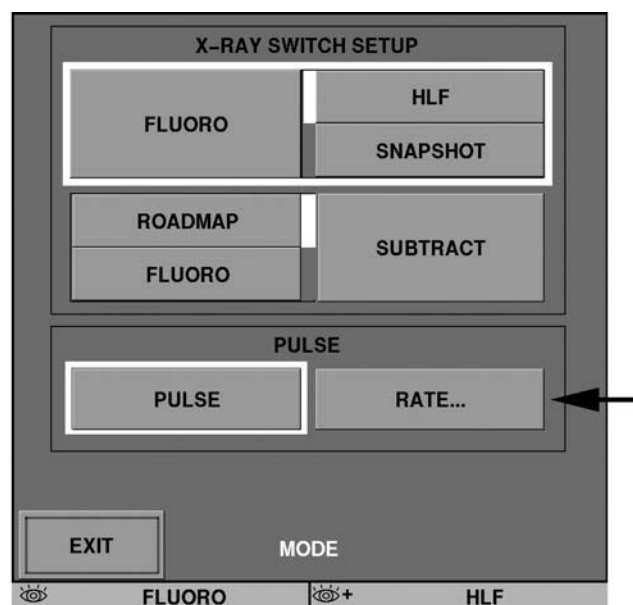 X–RAY SWITCH SETUP
FLUORO
HLF
SNAPSHOT
ROADMAP
FLUORO
SUBTRACT
PULSE
PULSE
RATE...
EXIT
MODE
FLUORO
+
HLF